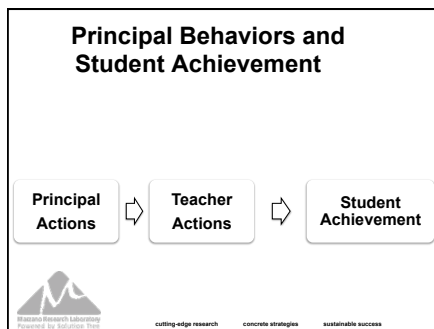 Principal Behaviors and
Student Achievement
Principal
Actions
Teacher
Actions
Student
Achievement
Marzano Research Laboratory
Powered by Solution Tree
cutting-edge research concrete strategies sustainable success